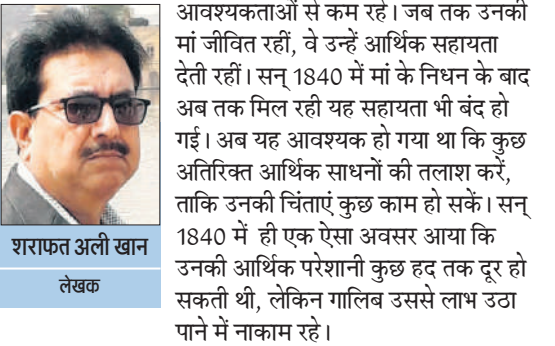 आवश्यकताओं से कम रहे। जब तक उनकी
मां जीवित रहीं, वे उन्हें आर्थिक सहायता
देती रहीं। सन् 1840 में मां के निधन के बाद
अब तक मिल रही यह सहायता भी बंद हो
गई। अब यह आवश्यक हो गया था कि कुछ
अतिरिक्त आर्थिक साधनों की तलाश करें,
ताकि उनकी चिंताएं कुछ काम हो सकें। सन्
1840 में ही एक ऐसा अवसर आया कि
उनकी आर्थिक परेशानी कुछ हद तक दूर हो
सकती थी, लेकिन गालिब उससे लाभ उठा
पाने में नाकाम रहे।
शराफत अली खान
लेखक